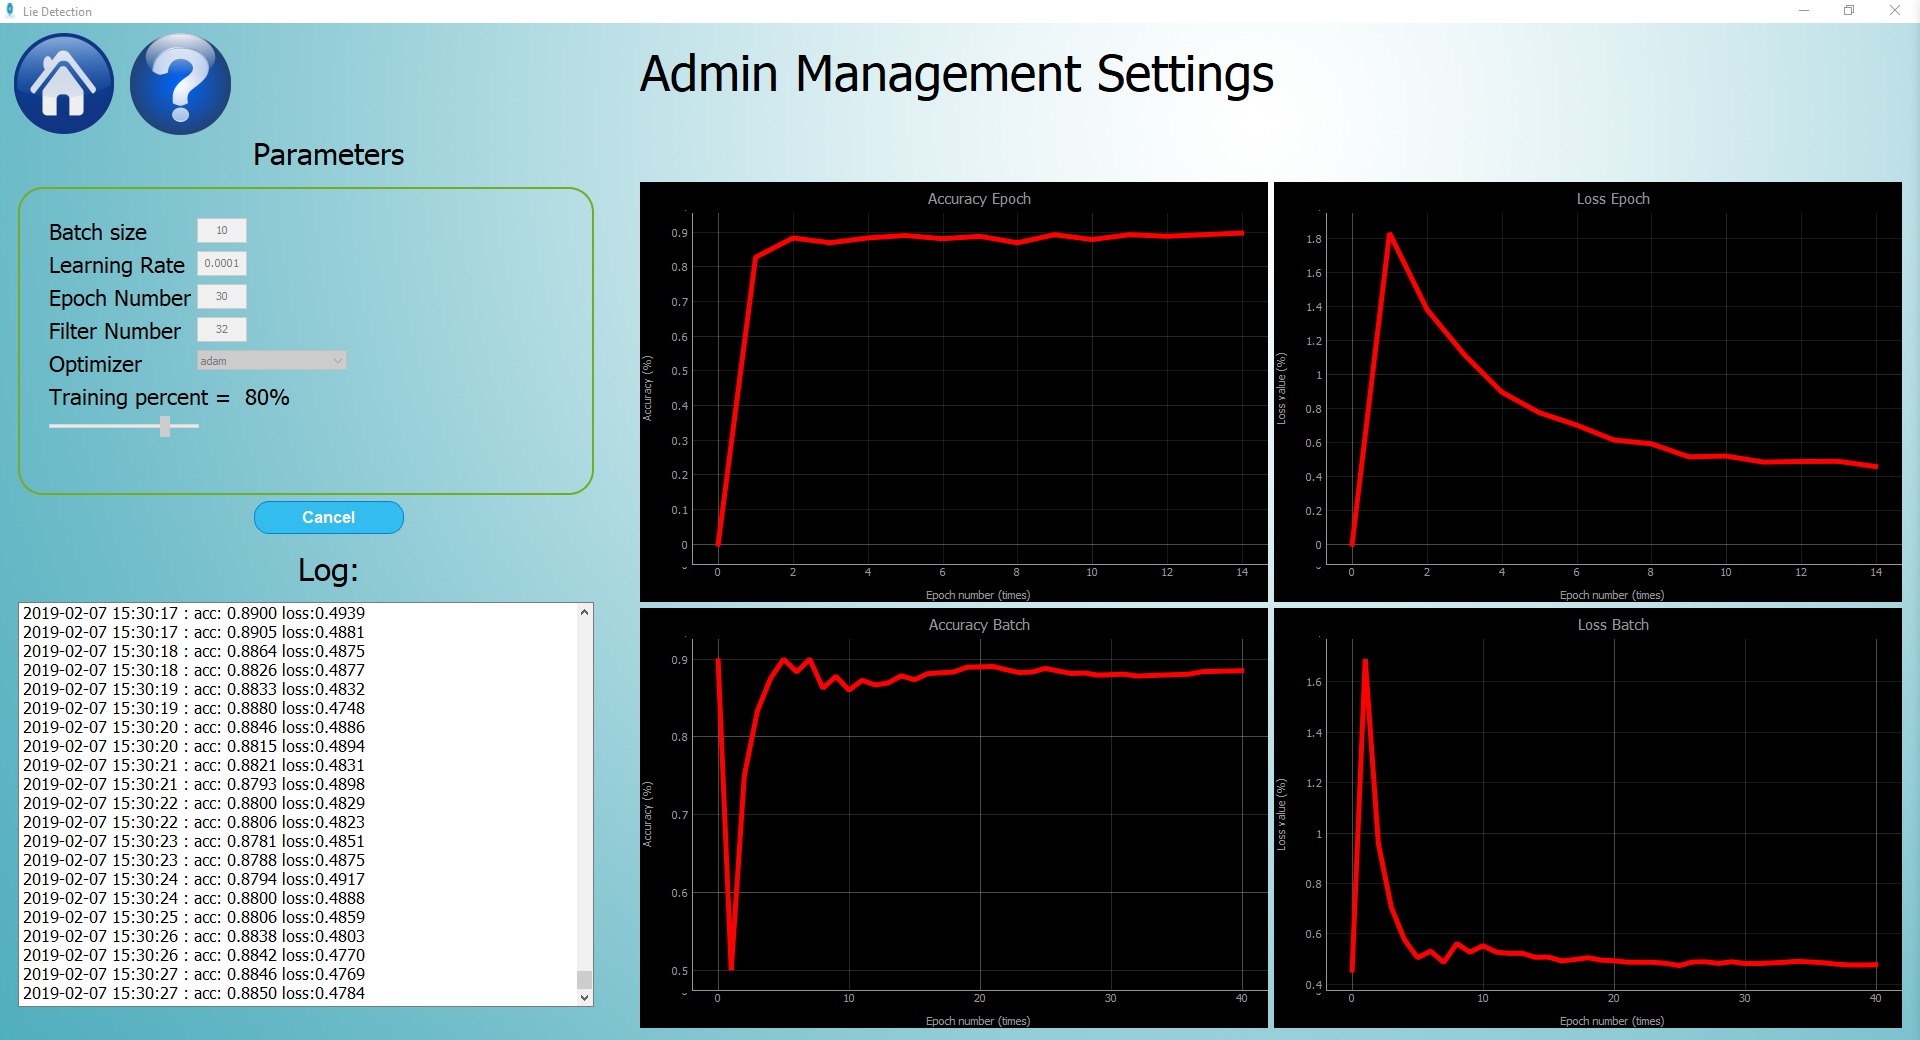 Lie Detection
Admin Management Settings
Parameters
Batch size 10
Learning Rate 0.0001
Epoch Number 30
Filter Number 32
Optimizer adam
Training percent = 80%
Cancel
Log:
2019-02-07 15:30:17 : acc: 0.8900 loss:0.4939
2019-02-07 15:30:17 : acc: 0.8905 loss:0.4881
2019-02-07 15:30:18 : acc: 0.8864 loss:0.4875
2019-02-07 15:30:18 : acc: 0.8826 loss:0.4877
2019-02-07 15:30:19 : acc: 0.8833 loss:0.4832
2019-02-07 15:30:19 : acc: 0.8880 loss:0.4748
2019-02-07 15:30:20 : acc: 0.8846 loss:0.4886
2019-02-07 15:30:20 : acc: 0.8815 loss:0.4894
2019-02-07 15:30:21 : acc: 0.8821 loss:0.4831
2019-02-07 15:30:21 : acc: 0.8793 loss:0.4898
2019-02-07 15:30:22 : acc: 0.8800 loss:0.4829
2019-02-07 15:30:22 : acc: 0.8806 loss:0.4823
2019-02-07 15:30:23 : acc: 0.8781 loss:0.4851
2019-02-07 15:30:23 : acc: 0.8788 loss:0.4875
2019-02-07 15:30:24 : acc: 0.8794 loss:0.4917
2019-02-07 15:30:24 : acc: 0.8800 loss:0.4888
2019-02-07 15:30:25 : acc: 0.8806 loss:0.4859
2019-02-07 15:30:26 : acc: 0.8838 loss:0.4803
2019-02-07 15:30:26 : acc: 0.8842 loss:0.4770
2019-02-07 15:30:27 : acc: 0.8846 loss:0.4769
2019-02-07 15:30:27 : acc: 0.8850 loss:0.4784
Accuracy Epoch
Accuracy (%)
0.9
0.8
0.7
0.6
0.5
0.4
0.3
0.2
0.1
0
0 2 4 6 8 10 12 14
Epoch number (times)
Loss Epoch
Loss value (%)
1.8
1.6
1.4
1.2
1
0.8
0.6
0.4
0.2
0
0 2 4 6 8 10 12 14
Epoch number (times)
Accuracy Batch
Accuracy (%)
0.9
0.8
0.7
0.6
0.5
0 10 20 30 40
Epoch number (times)
Loss Batch
Loss value (%)
1.6
1.4
1.2
1
0.8
0.6
0.4
0 10 20 30 40
Epoch number (times)